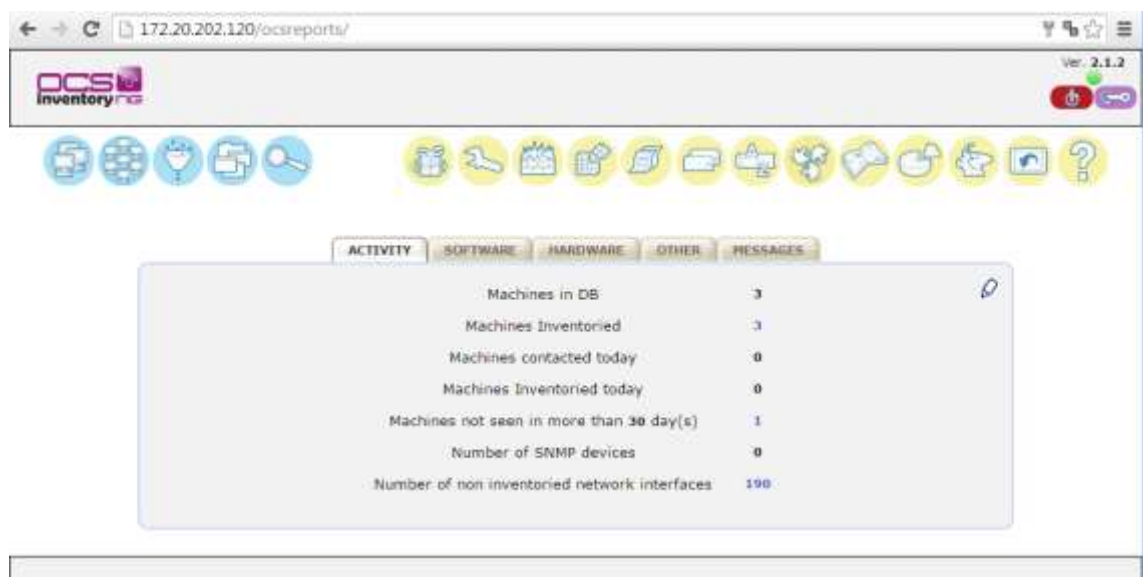 172.20.202.120/ocsreports/
Ver. 2.1.2
OCS
inventory NG
ACTIVITY SOFTWARE HARDWARE OTHER MESSAGES
Machines in DB 3
Machines Inventoried 3
Machines contacted today 0
Machines Inventoried today 0
Machines not seen in more than 30 day(s) 1
Number of SNMP devices 0
Number of non inventoried network interfaces 190